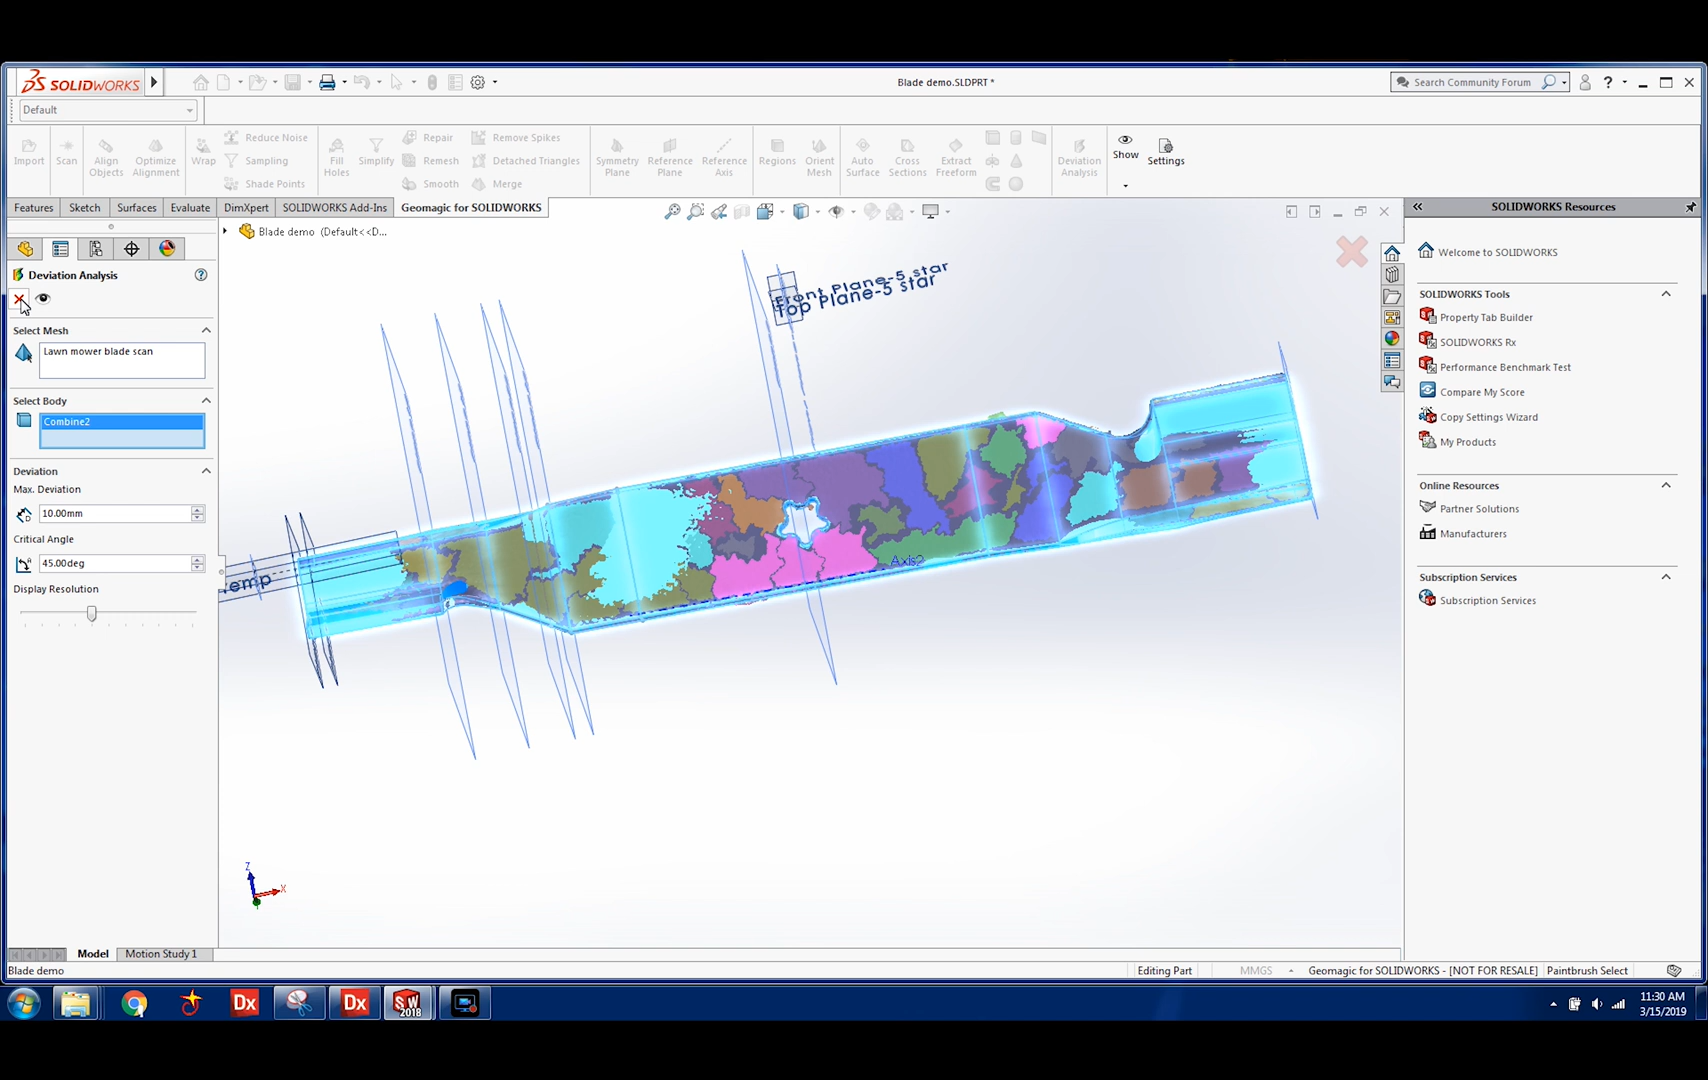 SOLIDWORKS
Blade demo.SLDPRT *
Search Community Forum
?
Default
Import
Scan
Align Objects
Optimize Alignment
Wrap
Reduce Noise
Sampling
Shade Points
Fill Holes
Simplify
Repair
Remesh
Smooth
Remove Spikes
Detached Triangles
Merge
Symmetry Plane
Reference Plane
Reference Axis
Regions
Orient Mesh
Auto Surface
Cross Sections
Extract Freeform
Deviation Analysis
Show
Settings
Features
Sketch
Surfaces
Evaluate
DimXpert
SOLIDWORKS Add-Ins
Geomagic for SOLIDWORKS
Blade demo (Default<<D...
Deviation Analysis
?
Select Mesh
Lawn mower blade scan
Select Body
Combine2
Deviation
Max. Deviation
10.00mm
Critical Angle
45.00deg
Display Resolution
Front Plane-5 star
Top Plane-5 star
Axis2
emp
Z
X
SOLIDWORKS Resources
Welcome to SOLIDWORKS
SOLIDWORKS Tools
Property Tab Builder
SOLIDWORKS Rx
Performance Benchmark Test
Compare My Score
Copy Settings Wizard
My Products
Online Resources
Partner Solutions
Manufacturers
Subscription Services
Subscription Services
Model
Motion Study 1
Blade demo
Editing Part
MMGS
Geomagic for SOLIDWORKS - [NOT FOR RESALE]
Paintbrush Select
Dx
Dx
SW
2018
11:30 AM
3/15/2019